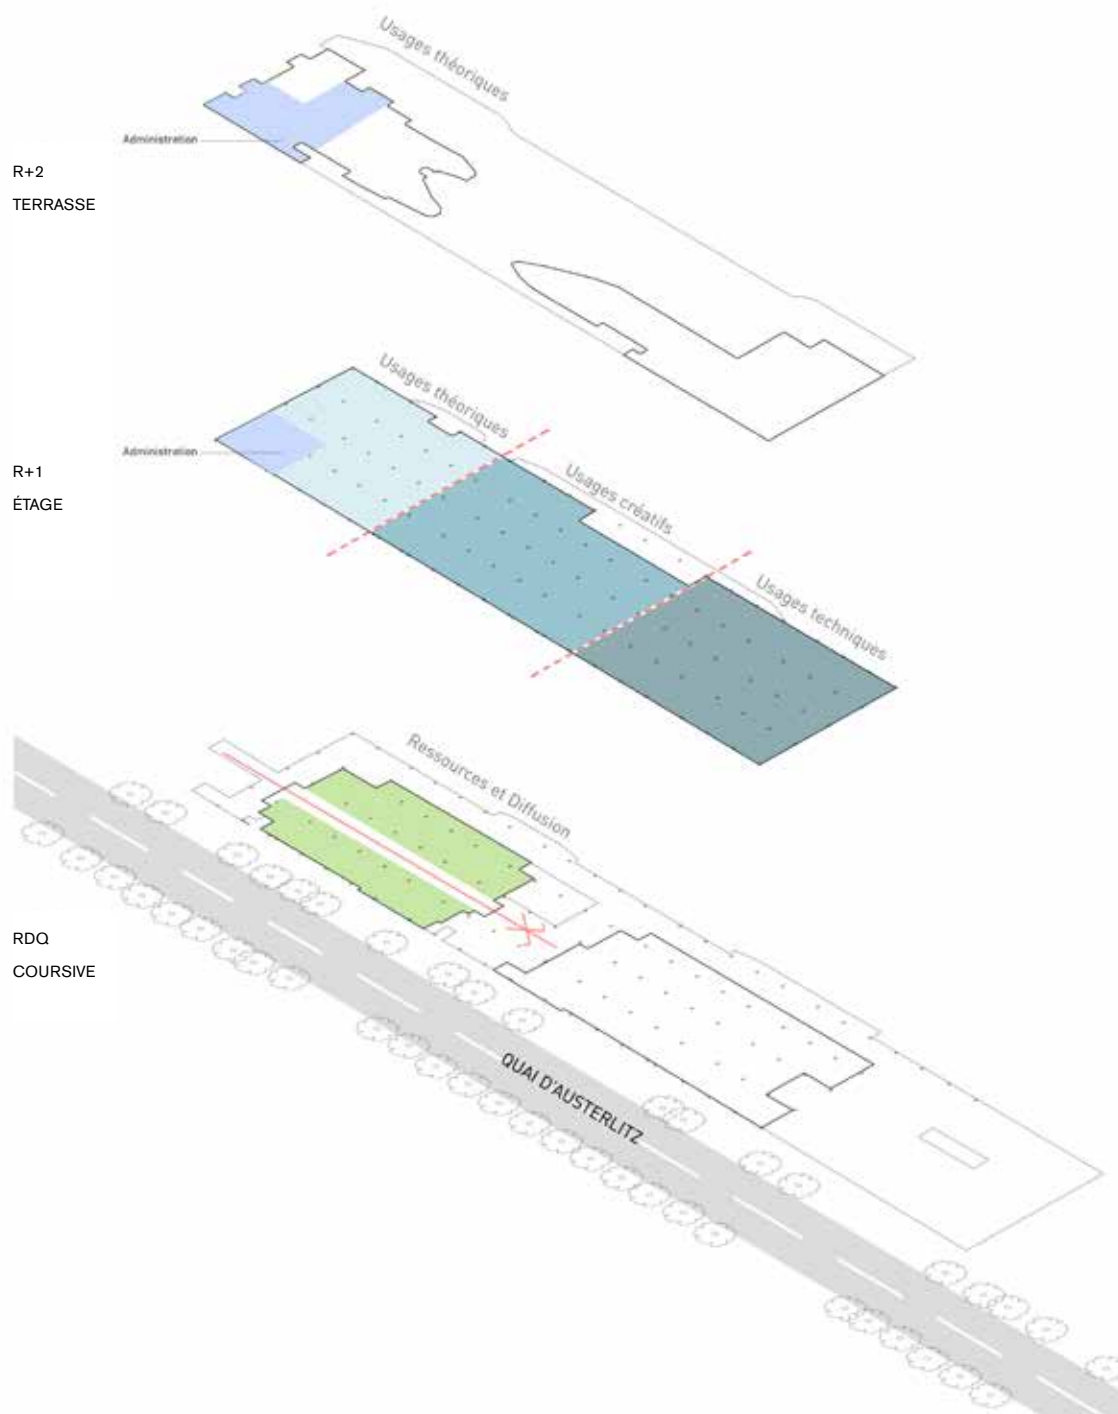 Usages théoriques
Administration
R+2
TERRASSE
Usages théoriques
Administration
R+1
ÉTAGE
Usages créatifs
Usages techniques
Ressources et Diffusion
RDQ
COURSIVE
QUAI D'AUSTERLITZ